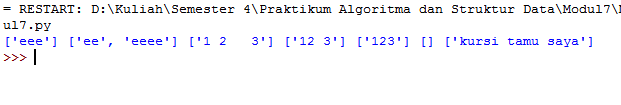 = RESTART: D:\Kuliah\Semester 4\Praktikum Algoritma dan Struktur Data\Modul7\
ul7.py
['eee'] ['ee', 'eeee'] ['1 2   3'] ['12 3'] ['123'] [] ['kursi tamu saya']
>>>